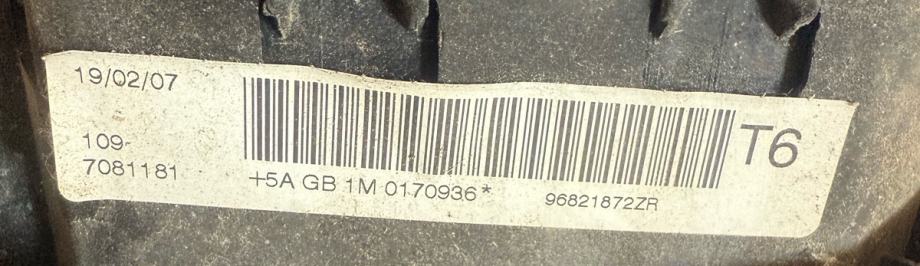 19/02/07
109-
7081181
+5A GB 1M 0170936*
96821872ZR
T6